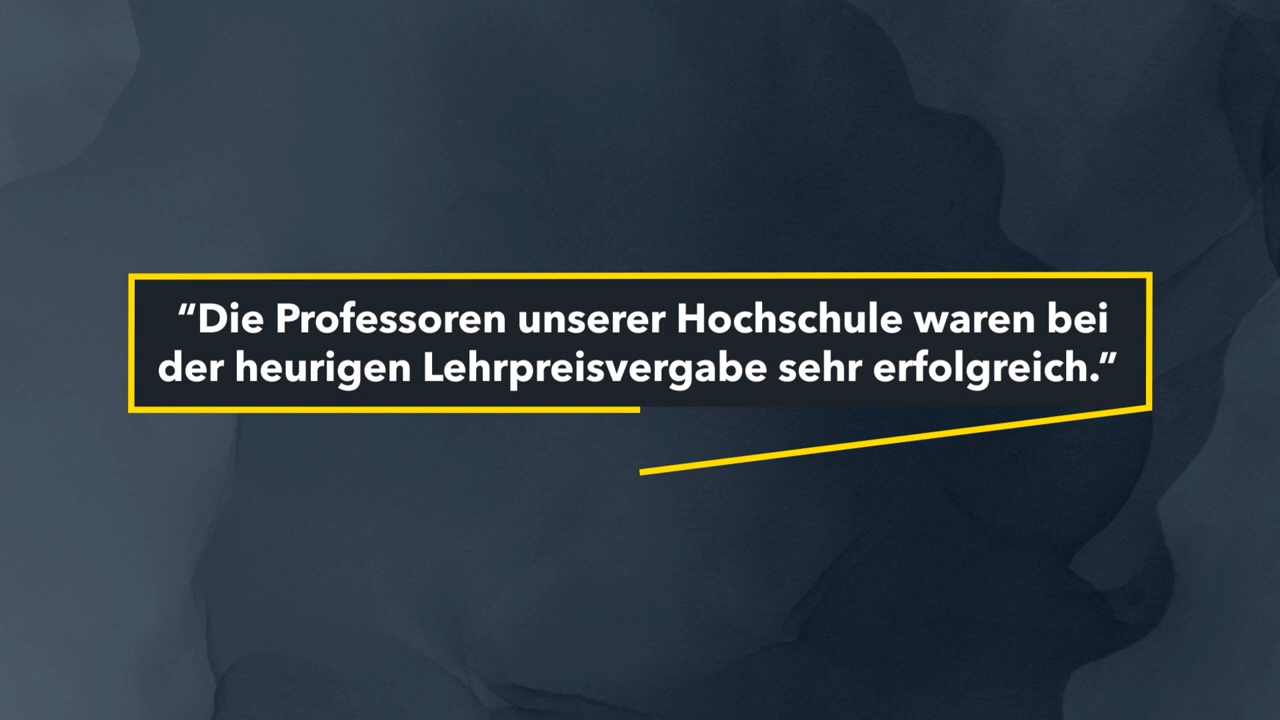 “Die Professoren unserer Hochschule waren bei
der heurigen Lehrpreisvergabe sehr erfolgreich.”